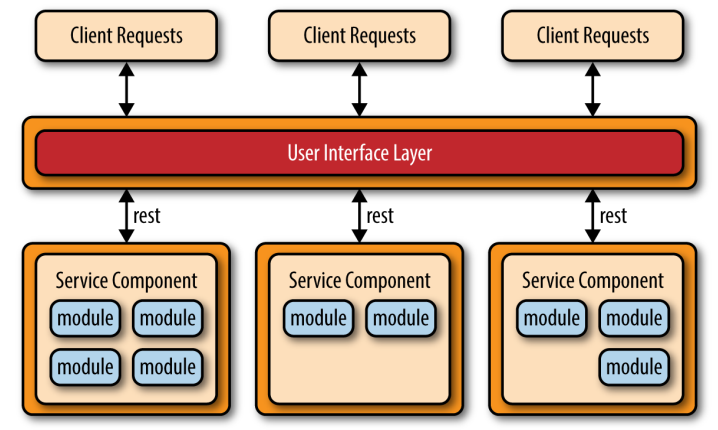 Client Requests
Client Requests
Client Requests
User Interface Layer
rest
rest
rest
Service Component
module module
module module
Service Component
module module
Service Component
module module
module